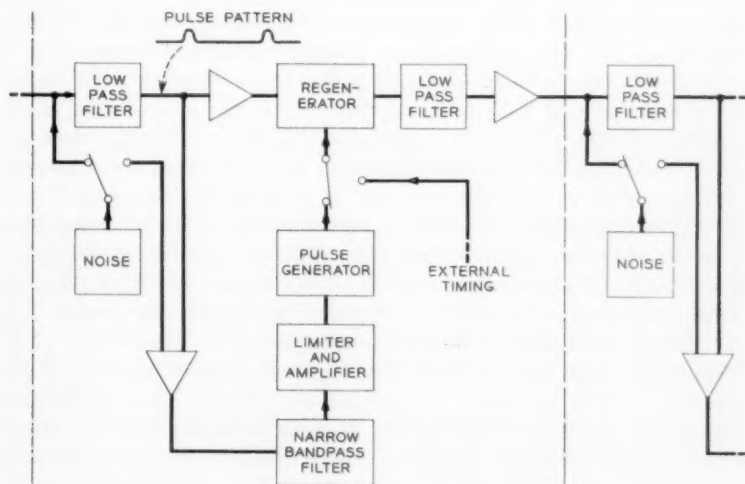 PULSE PATTERN
LOW
PASS
FILTER
REGEN-
ERATOR
LOW
PASS
FILTER
LOW
PASS
FILTER
NOISE
PULSE
GENERATOR
EXTERNAL
TIMING
NOISE
LIMITER
AND
AMPLIFIER
NARROW
BANDPASS
FILTER